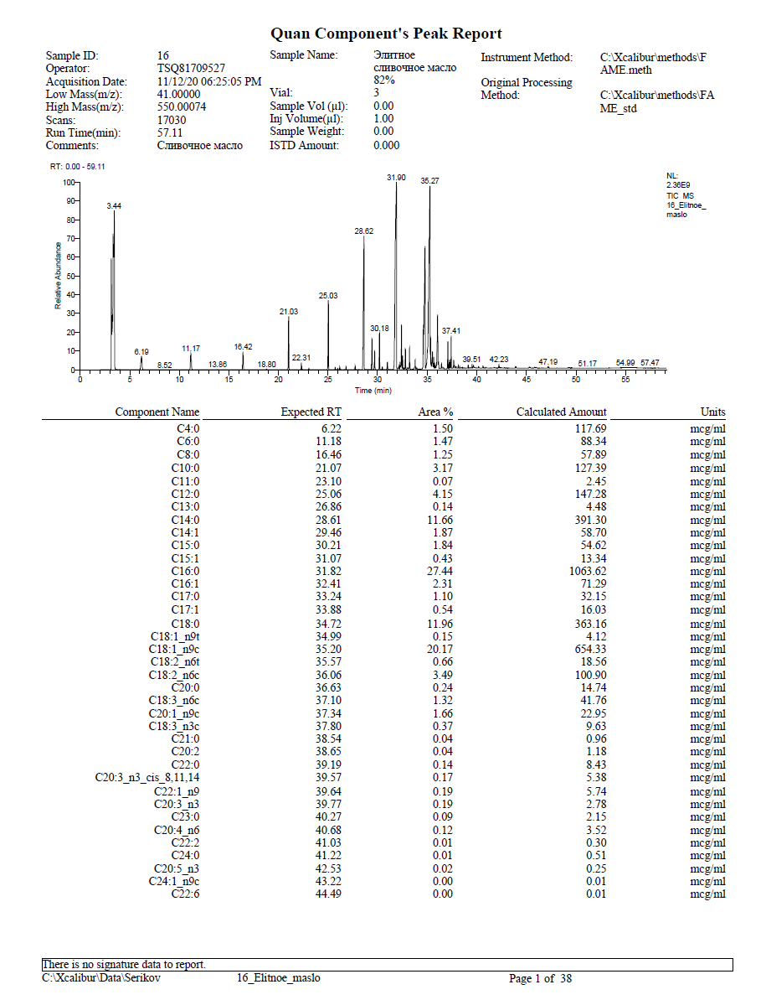 Quan Component's Peak Report
Sample ID: 16
Operator: TSQ81709527
Acquisition Date: 11/12/20 06:25:05 PM
Low Mass(m/z): 41.00000
High Mass(m/z): 550.00074
Scans: 17030
Run Time(min): 57.11
Comments: Сливочное масло
Sample Name: Элитное
сливочное масло
82%
Vial: 3
Sample Vol (µl): 0.00
Inj Volume(µl): 1.00
Sample Weight: 0.00
ISTD Amount: 0.000
Instrument Method: C:\Xcalibur\methods\F
AME.meth
Original Processing
Method: C:\Xcalibur\methods\FA
ME_std
RT: 0.00 - 59.11
NL:
2.36E9
TIC MS
16_Elitnoe_
maslo
Relative Abundance
100
90
80
70
60
50
40
30
20
10
0
3.44
6.19
8.52
11.17
13.86
16.42
18.80
21.03
22.31
25.03
28.62
30.18
31.90
35.27
37.41
39.51
42.23
47.19
51.17
54.99
57.47
0 5 10 15 20 25 30 35 40 45 50 55
Time (min)
Component Name Expected RT Area % Calculated Amount Units
C4:0 6.22 1.50 117.69 mcg/ml
C6:0 11.18 1.47 88.34 mcg/ml
C8:0 16.46 1.25 57.89 mcg/ml
C10:0 21.07 3.17 127.39 mcg/ml
C11:0 23.10 0.07 2.45 mcg/ml
C12:0 25.06 4.15 147.28 mcg/ml
C13:0 26.86 0.14 4.48 mcg/ml
C14:0 28.61 11.66 391.30 mcg/ml
C14:1 29.46 1.87 58.70 mcg/ml
C15:0 30.21 1.84 54.62 mcg/ml
C15:1 31.07 0.43 13.34 mcg/ml
C16:0 31.82 27.44 1063.62 mcg/ml
C16:1 32.41 2.31 71.29 mcg/ml
C17:0 33.24 1.10 32.15 mcg/ml
C17:1 33.88 0.54 16.03 mcg/ml
C18:0 34.72 11.96 363.16 mcg/ml
C18:1_n9t 34.99 0.15 4.12 mcg/ml
C18:1_n9c 35.20 20.17 654.33 mcg/ml
C18:2_n6t 35.57 0.66 18.56 mcg/ml
C18:2_n6c 36.06 3.49 100.90 mcg/ml
C20:0 36.63 0.24 14.74 mcg/ml
C18:3_n6c 37.10 1.32 41.76 mcg/ml
C20:1_n9c 37.34 1.66 22.95 mcg/ml
C18:3_n3c 37.80 0.37 9.63 mcg/ml
C21:0 38.54 0.04 0.96 mcg/ml
C20:2 38.65 0.04 1.18 mcg/ml
C22:0 39.19 0.14 8.43 mcg/ml
C20:3_n3_cis_8,11,14 39.57 0.17 5.38 mcg/ml
C22:1_n9 39.64 0.19 5.74 mcg/ml
C20:3_n3 39.77 0.19 2.78 mcg/ml
C23:0 40.27 0.09 2.15 mcg/ml
C20:4_n6 40.68 0.12 3.52 mcg/ml
C22:2 41.03 0.01 0.30 mcg/ml
C24:0 41.22 0.01 0.51 mcg/ml
C20:5_n3 42.53 0.02 0.25 mcg/ml
C24:1_n9c 43.22 0.00 0.01 mcg/ml
C22:6 44.49 0.00 0.01 mcg/ml
There is no signature data to report.
C:\Xcalibur\Data\Serikov 16_Elitnoe_maslo Page 1 of 38